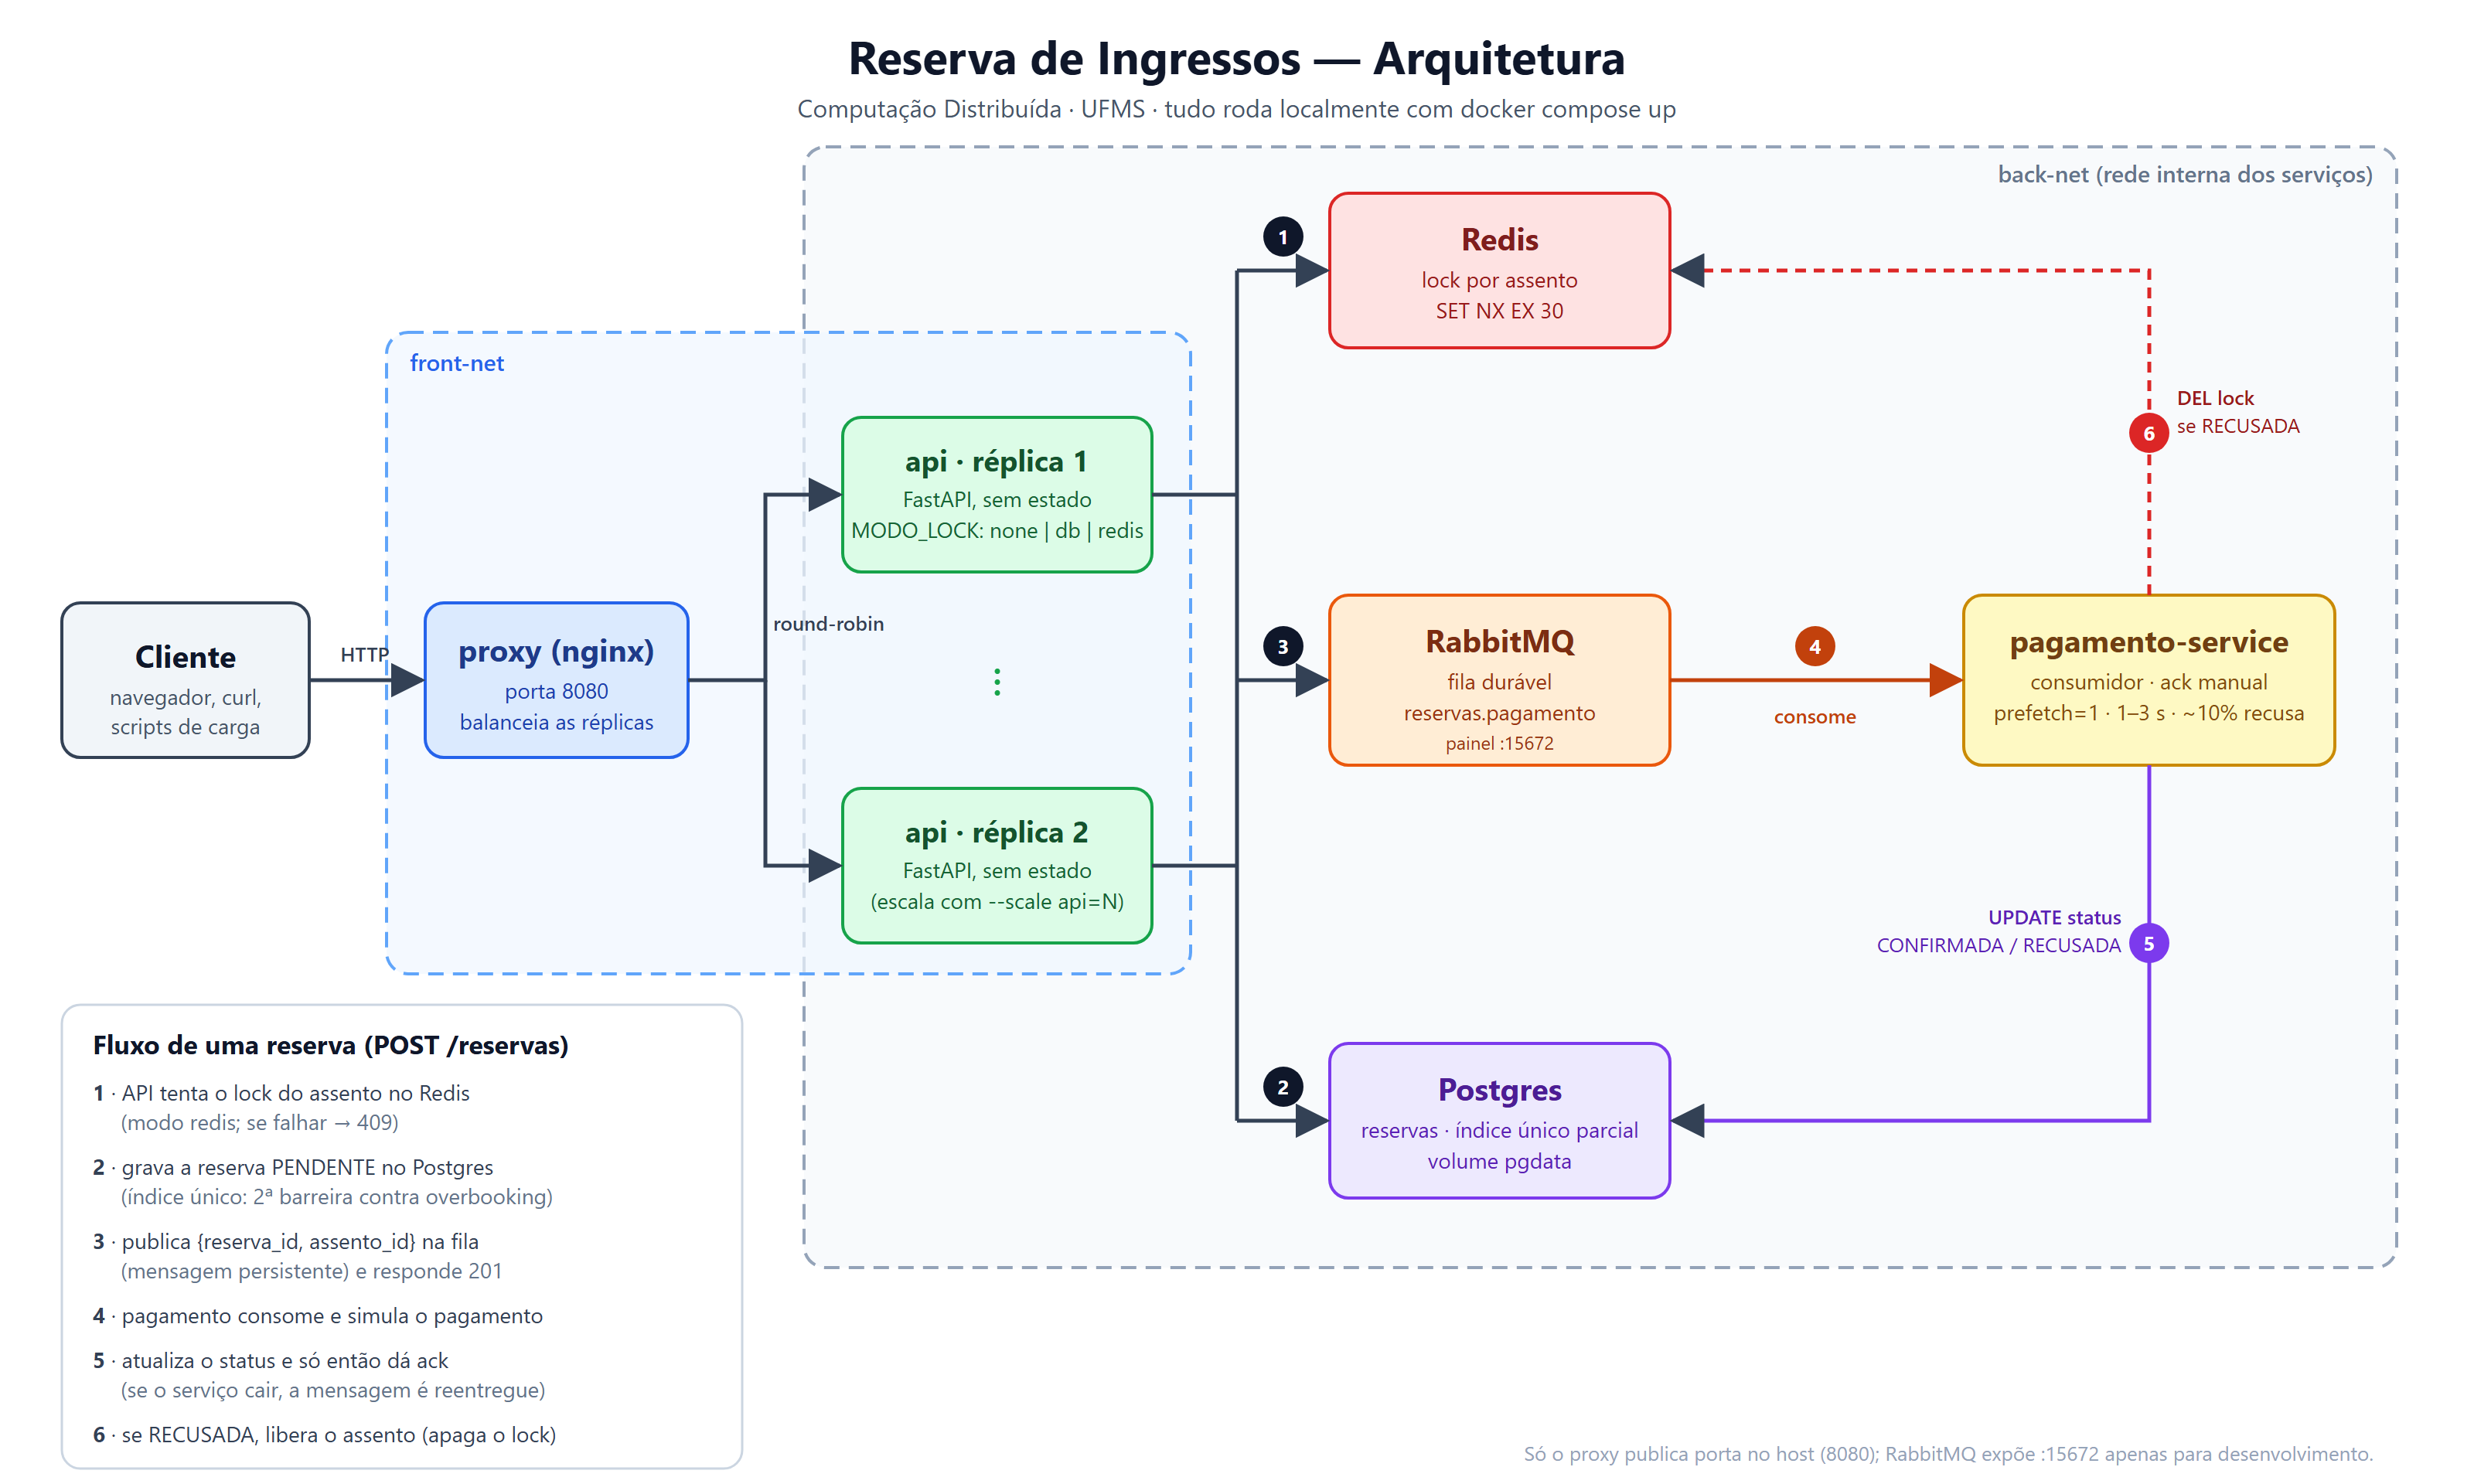 Reserva de Ingressos — Arquitetura
Computação Distribuída · UFMS · tudo roda localmente com docker compose up
back-net (rede interna dos serviços)
1
Redis
lock por assento
SET NX EX 30
front-net
DEL lock
6
se RECUSADA
api · réplica 1
FastAPI, sem estado
MODO_LOCK: none | db | redis
Cliente
navegador, curl,
scripts de carga
HTTP
proxy (nginx)
porta 8080
balanceia as réplicas
round-robin
⋮
3
RabbitMQ
fila durável
reservas.pagamento
painel :15672
4
consome
pagamento-service
consumidor · ack manual
prefetch=1 · 1–3 s · ~10% recusa
api · réplica 2
FastAPI, sem estado
(escala com --scale api=N)
UPDATE status
CONFIRMADA / RECUSADA
5
2
Postgres
reservas · índice único parcial
volume pgdata
Fluxo de uma reserva (POST /reservas)
1 · API tenta o lock do assento no Redis
(modo redis; se falhar → 409)
2 · grava a reserva PENDENTE no Postgres
(índice único: 2ª barreira contra overbooking)
3 · publica {reserva_id, assento_id} na fila
(mensagem persistente) e responde 201
4 · pagamento consome e simula o pagamento
5 · atualiza o status e só então dá ack
(se o serviço cair, a mensagem é reentregue)
6 · se RECUSADA, libera o assento (apaga o lock)
Só o proxy publica porta no host (8080); RabbitMQ expõe :15672 apenas para desenvolvimento.